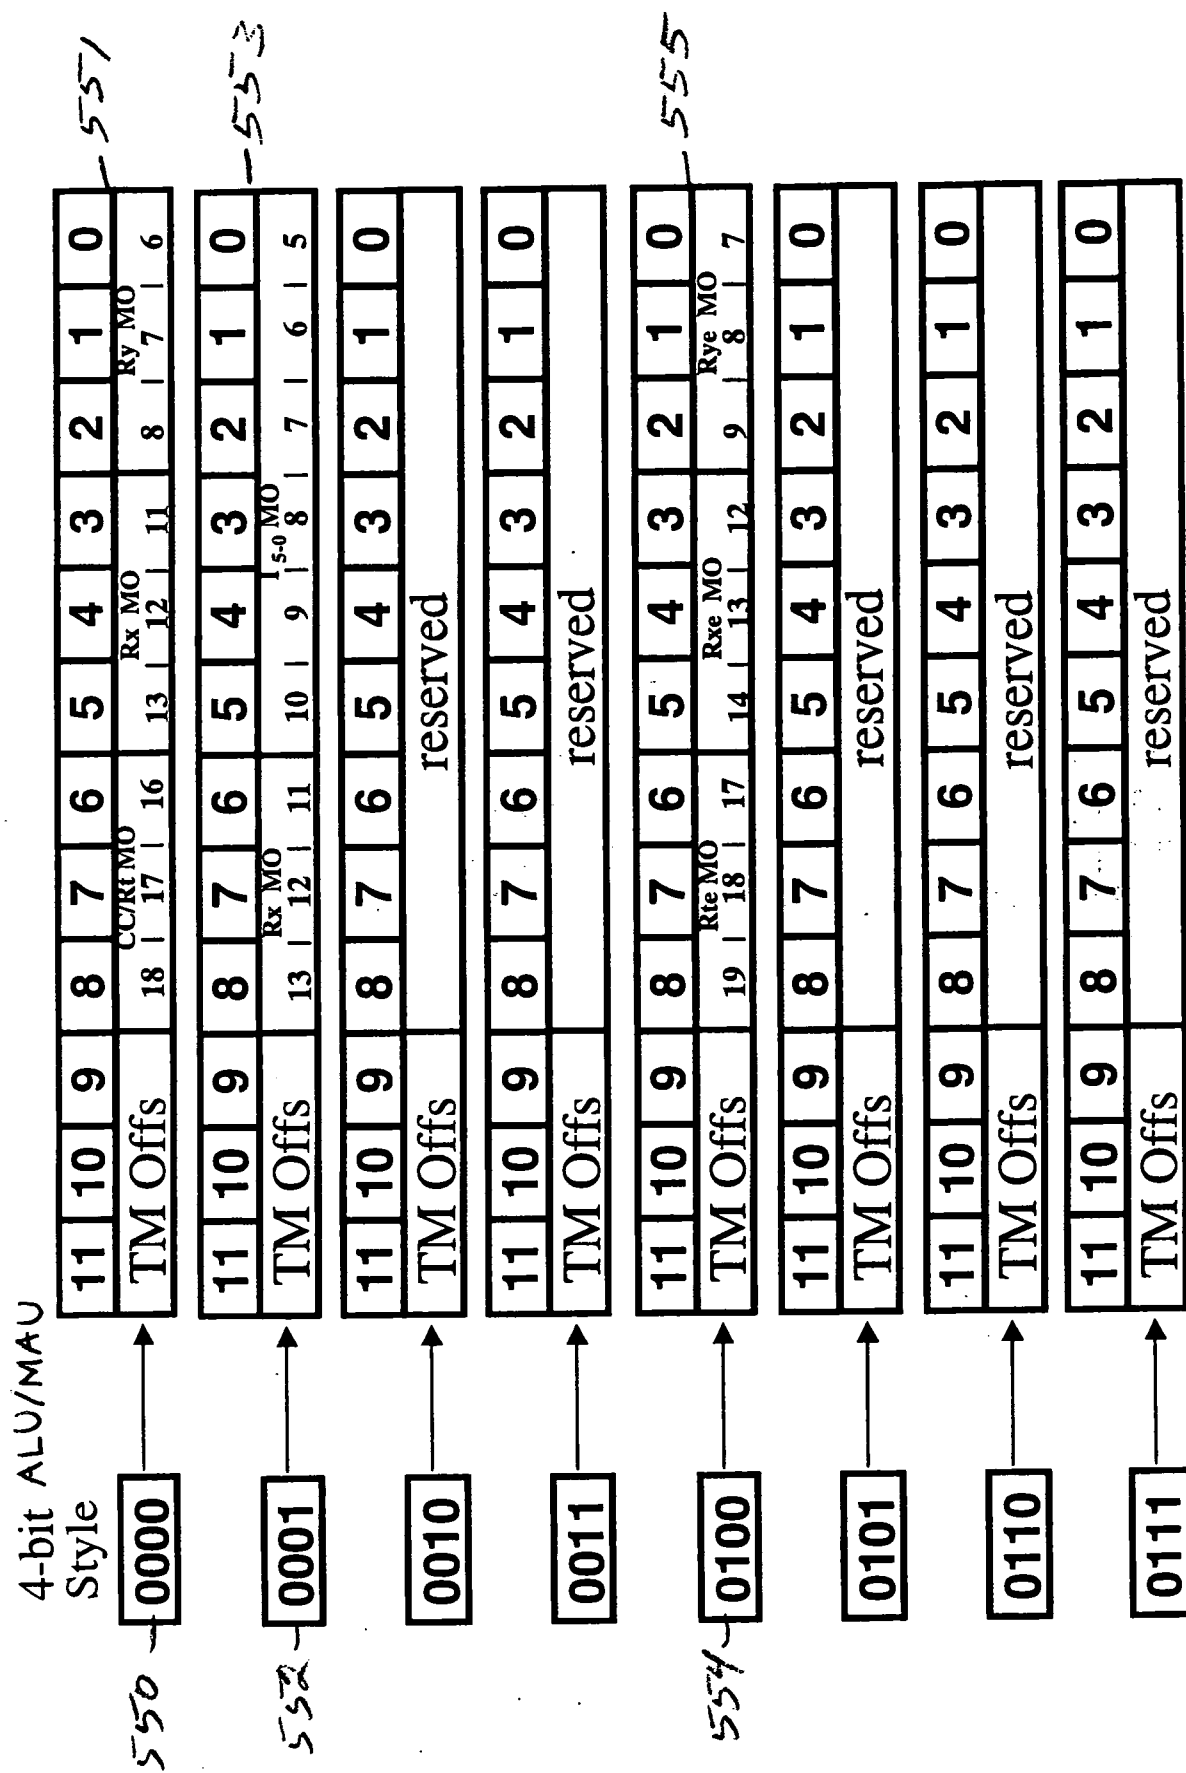 4-bit ALU/MAU
Style
550
0000
11 10 9 8 7 6 5 4 3 2 1 0
TM Offs
CC/Rt MO
18 | 17 | 16
Rx MO
13 | 12 | 11
Ry MO
8 | 7 | 6
551
552
0001
11 10 9 8 7 6 5 4 3 2 1 0
TM Offs
Rx MO
13 | 12 | 11
I 5-0 MO
10 | 9 | 8 | 7 | 6 | 5
553
0010
11 10 9 8 7 6 5 4 3 2 1 0
TM Offs
reserved
0011
11 10 9 8 7 6 5 4 3 2 1 0
TM Offs
reserved
554
0100
11 10 9 8 7 6 5 4 3 2 1 0
TM Offs
Rte MO
19 | 18 | 17
Rxe MO
14 | 13 | 12
Rye MO
9 | 8 | 7
555
0101
11 10 9 8 7 6 5 4 3 2 1 0
TM Offs
reserved
0110
11 10 9 8 7 6 5 4 3 2 1 0
TM Offs
reserved
0111
11 10 9 8 7 6 5 4 3 2 1 0
TM Offs
reserved